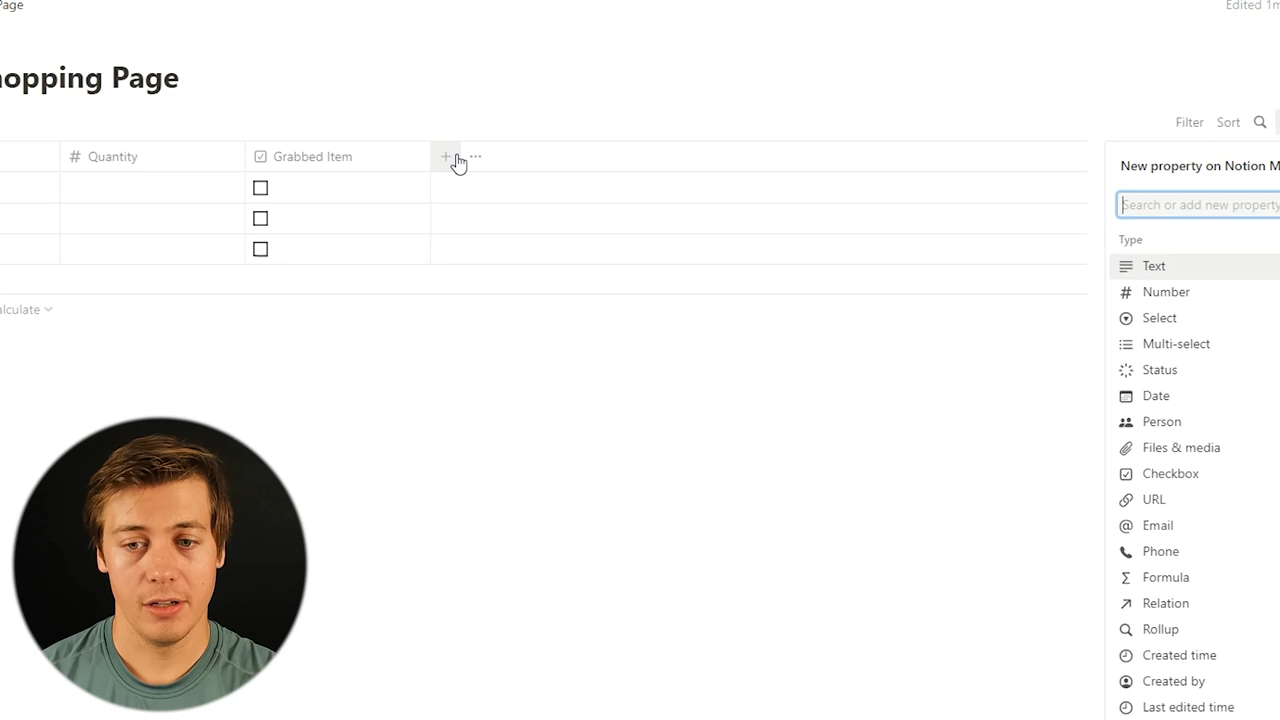 Page
Edited 1m
hopping Page
Filter Sort
# Quantity
Grabbed Item
New property on Notion M
Search or add new property
Type
Text
Number
Select
Multi-select
Status
Date
Person
Files & media
Checkbox
URL
Email
Phone
Formula
Relation
Rollup
Created time
Created by
Last edited time
alculate